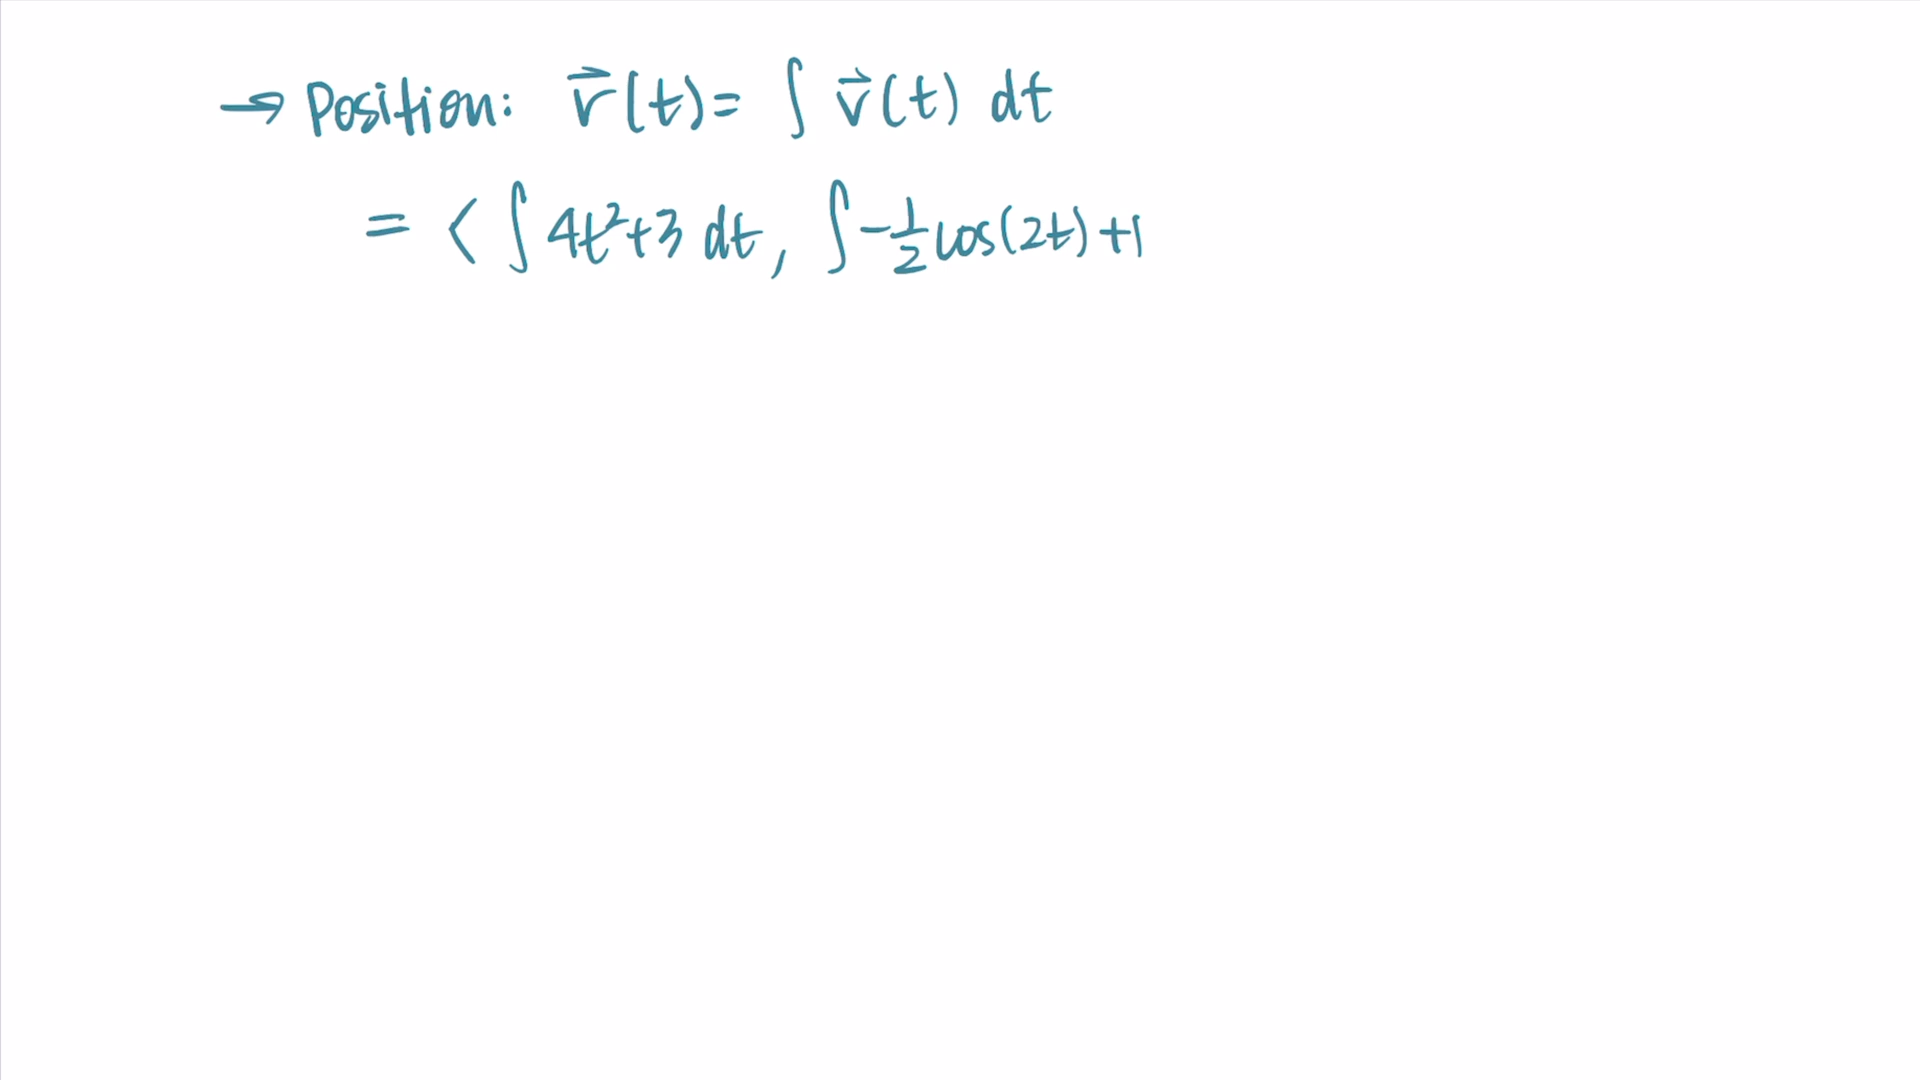 → Position: r⃗(t) = ∫ v⃗(t) dt
= < ∫ 4t²+3 dt, ∫ -1/2 cos(2t) +1